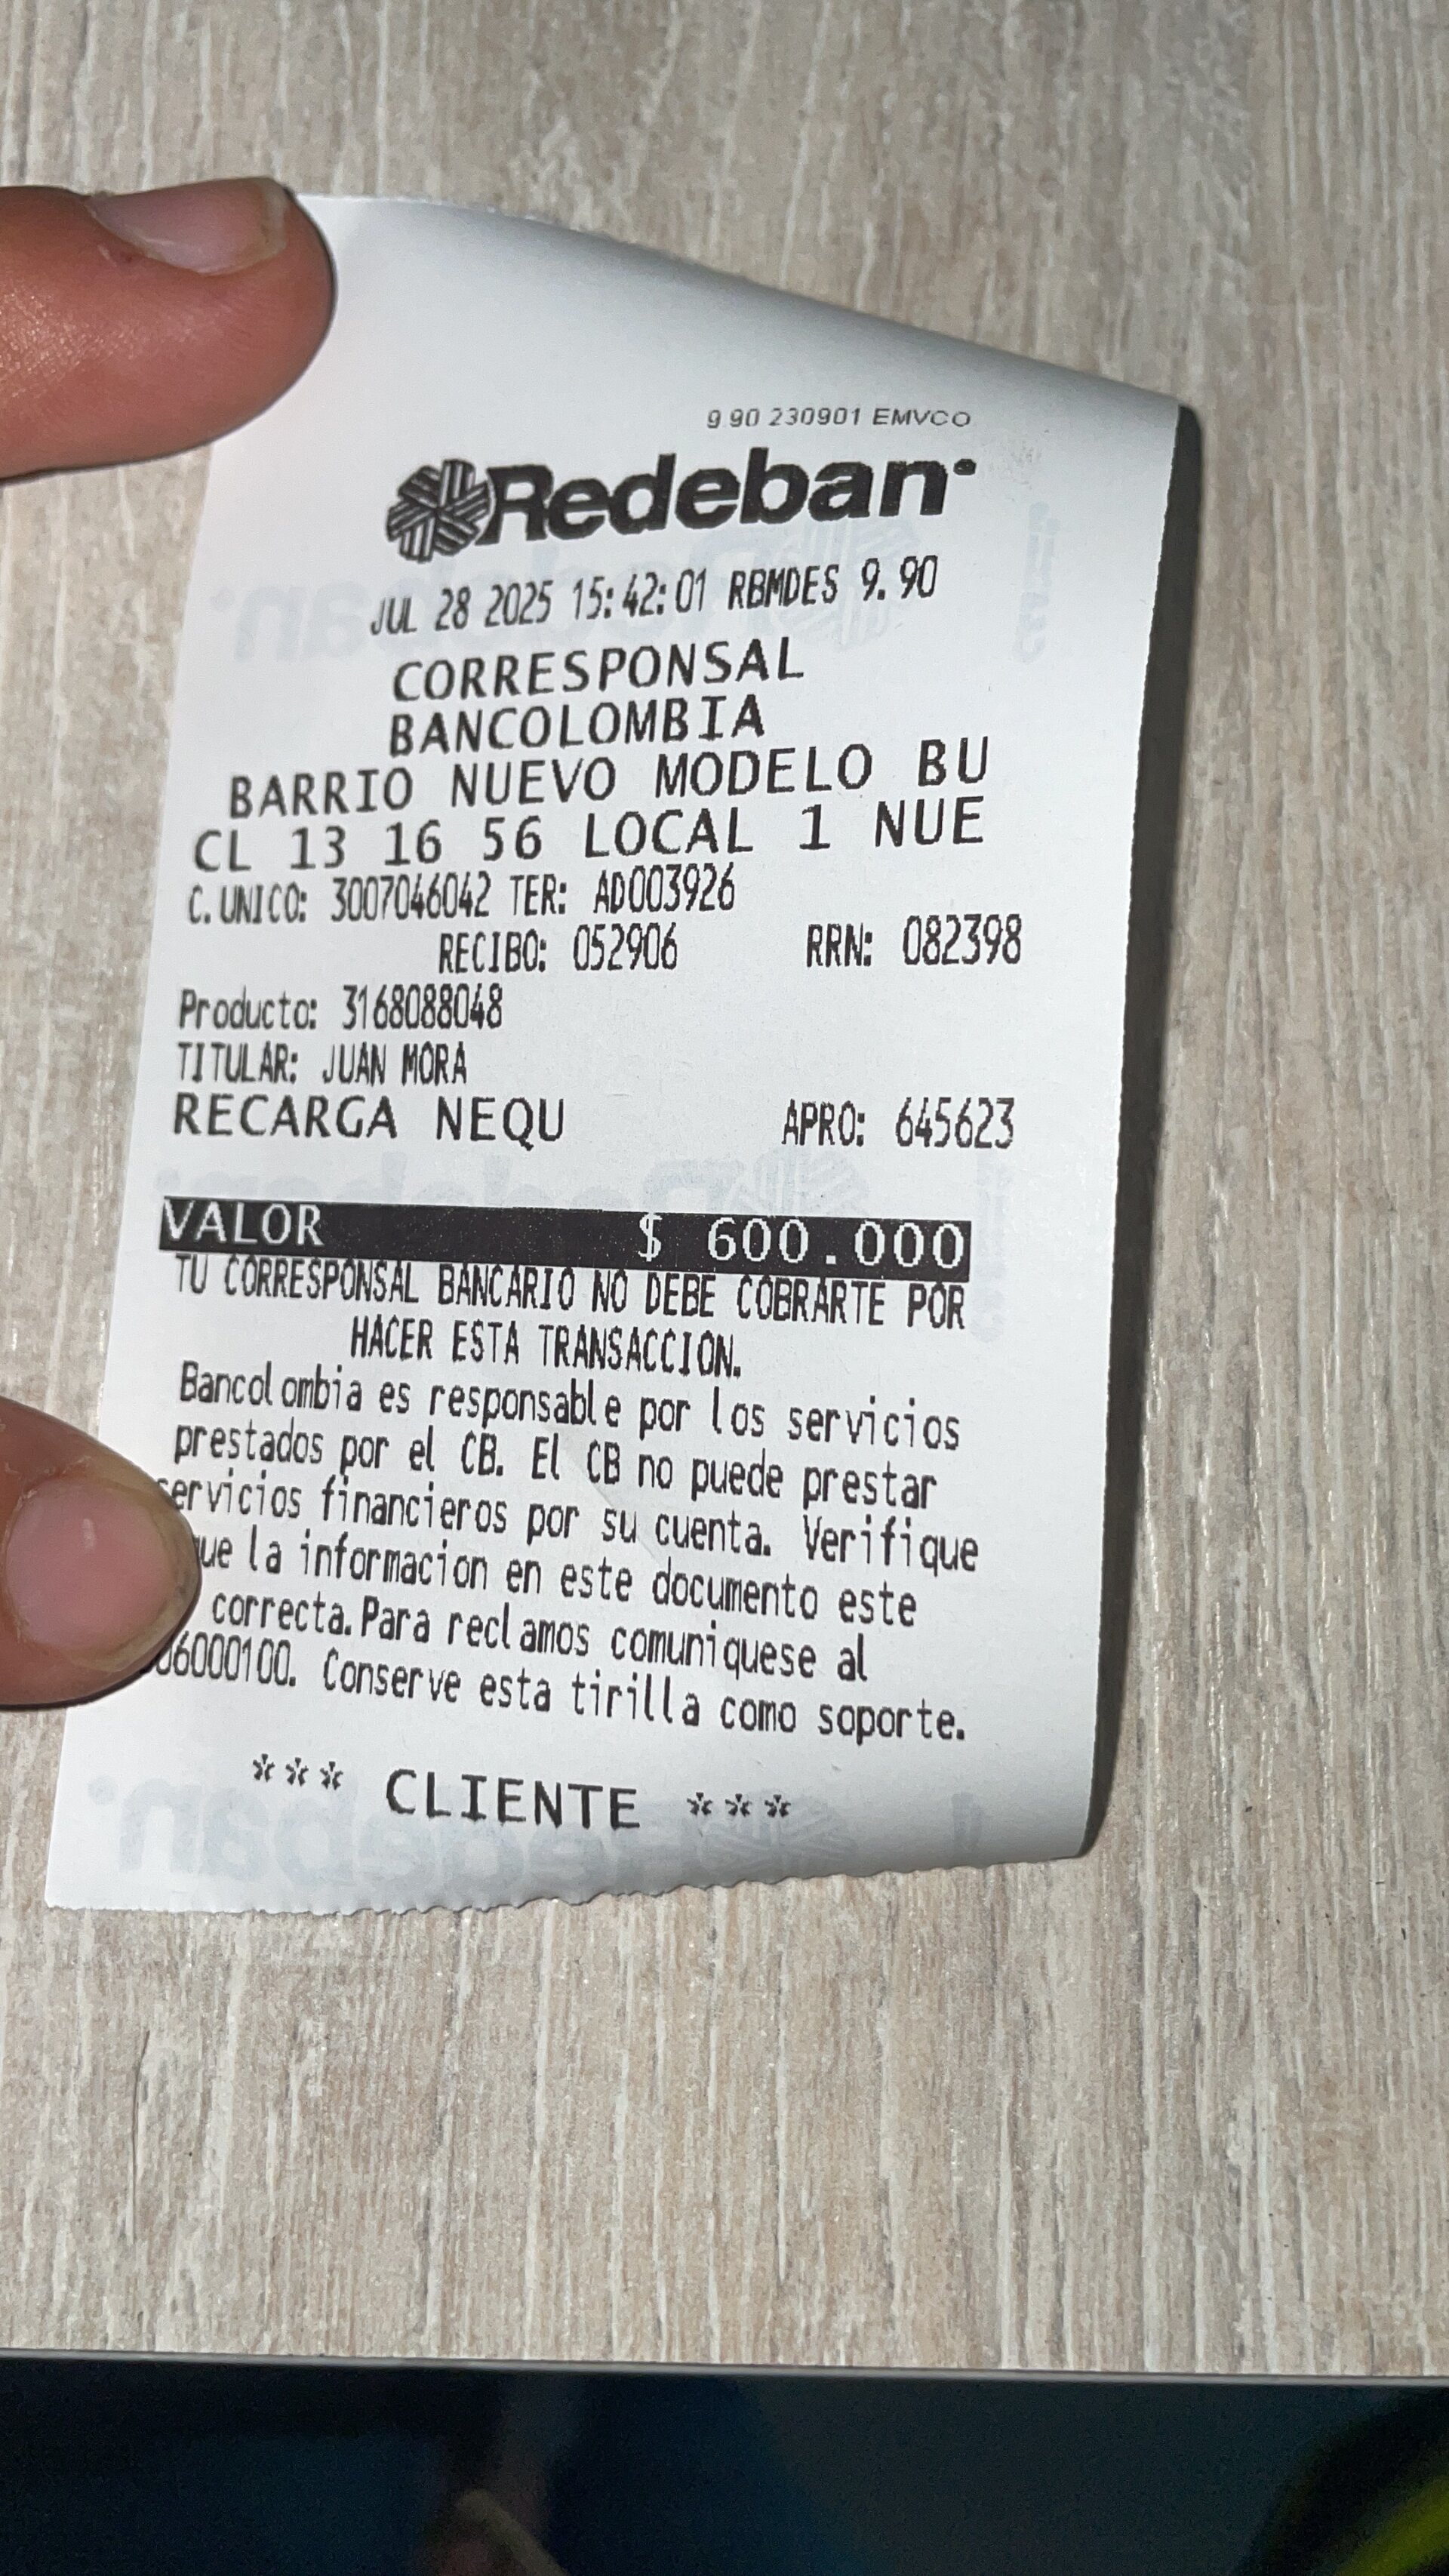 9.90 230901 EMVCO
Redeban
JUL 28 2025 15:42:01 RBMDES 9.90
CORRESPONSAL
BANCOLOMBIA
BARRIO NUEVO MODELO BU
CL 13 16 56 LOCAL 1 NUE
C.UNICO: 3007046042 TER: AD003926
RECIBO: 052906 RRN: 082398
Producto: 3168088048
TITULAR: JUAN MORA
RECARGA NEQU APRO: 645623
VALOR $ 600.000
TU CORRESPONSAL BANCARIO NO DEBE COBRARTE POR
HACER ESTA TRANSACCION.
Bancolombia es responsable por los servicios
prestados por el CB. El CB no puede prestar
servicios financieros por su cuenta. Verifique
que la informacion en este documento este
correcta.Para reclamos comuniquese al
06000100. Conserve esta tirilla como soporte.
*** CLIENTE ***